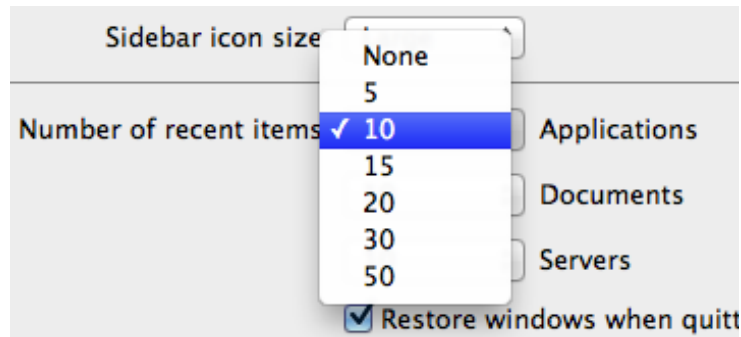 Sidebar icon size
None
5
Number of recent items ✓ 10 Applications
15
20 Documents
30
Servers
50
Restore windows when quitt